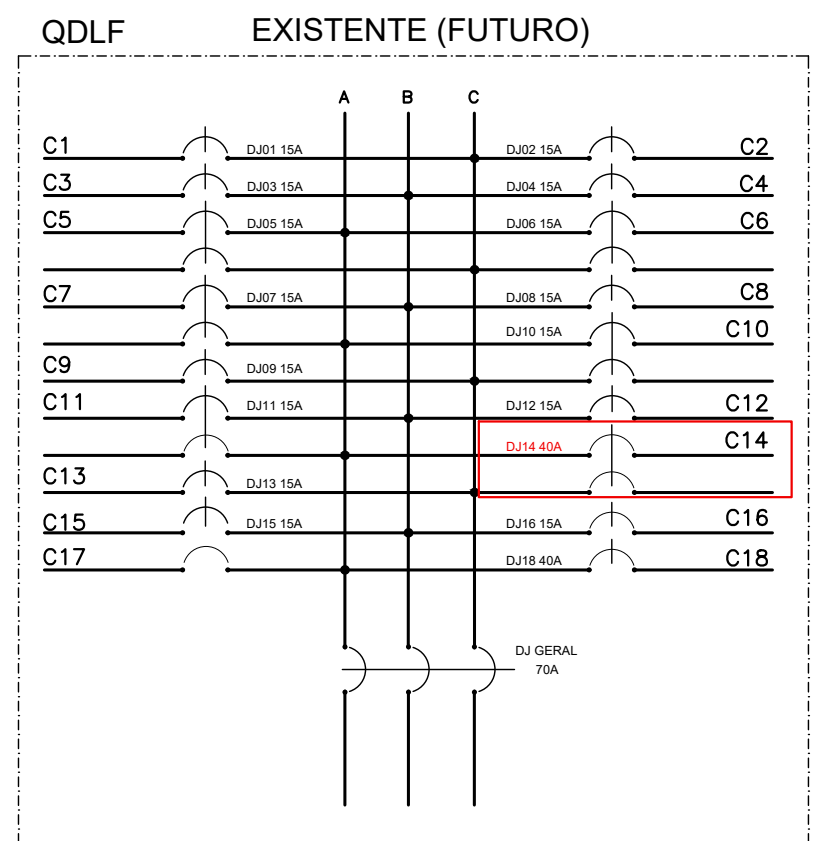 QDLF EXISTENTE (FUTURO)
A B C
C1 DJ01 15A DJ02 15A C2
C3 DJ03 15A DJ04 15A C4
C5 DJ05 15A DJ06 15A C6
C7 DJ07 15A DJ08 15A C8
DJ10 15A C10
C9 DJ09 15A
C11 DJ11 15A DJ12 15A C12
DJ14 40A C14
C13 DJ13 15A
C15 DJ15 15A DJ16 15A C16
C17 DJ18 40A C18
DJ GERAL
70A